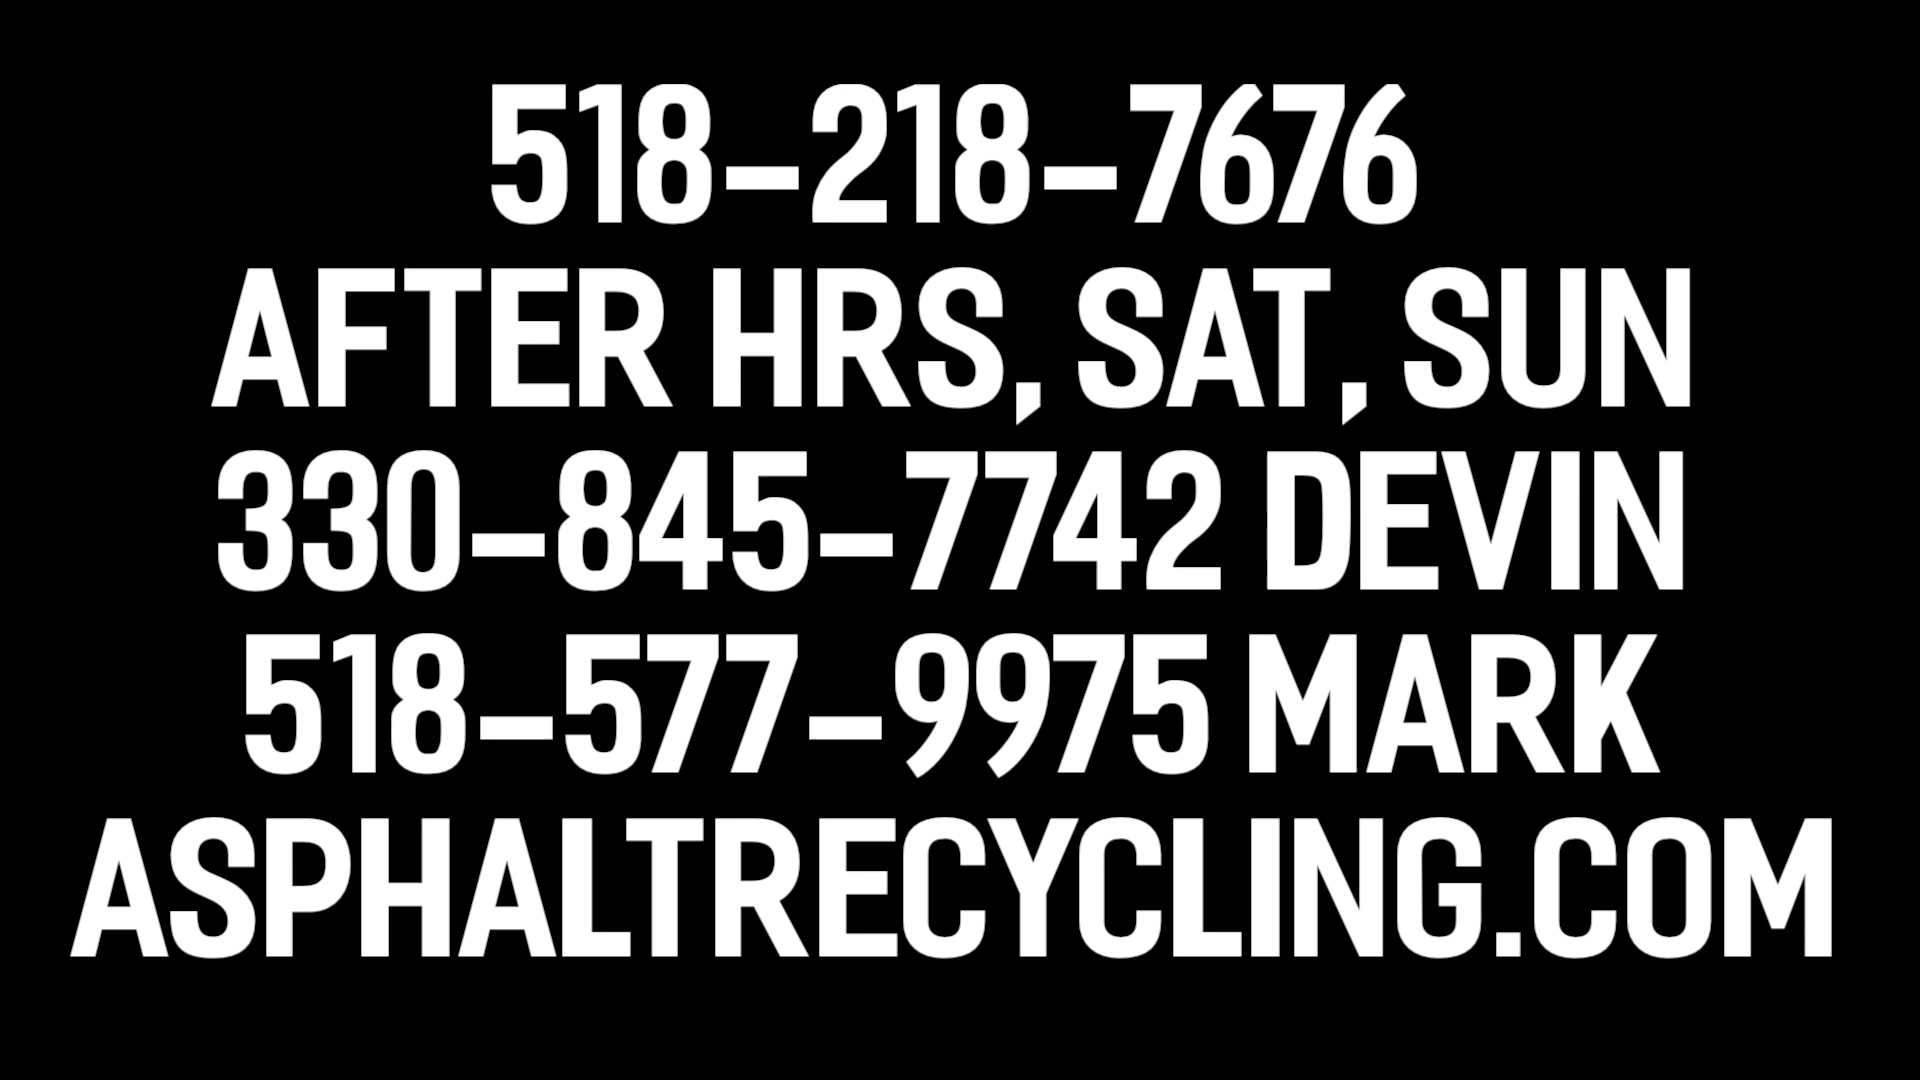 518-218-7676
AFTER HRS, SAT, SUN
330-845-7742 DEVIN
518-577-9975 MARK
ASPHALTRECYCLING.COM